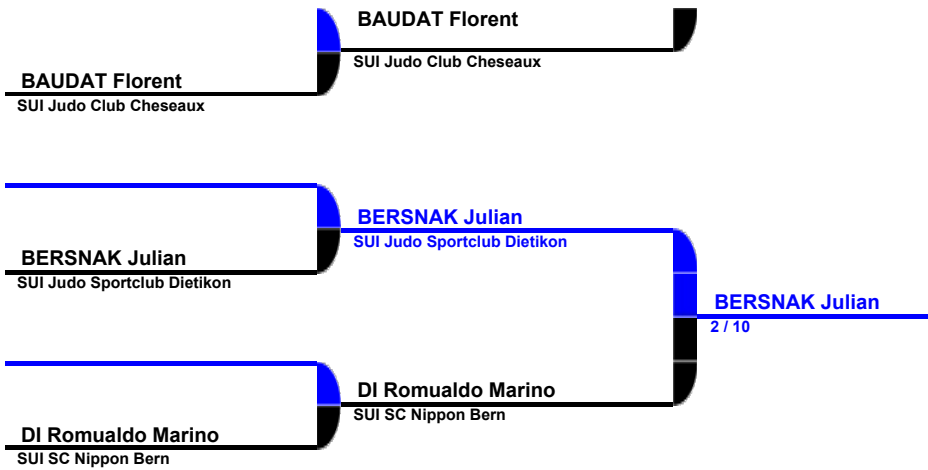 BAUDAT Florent
SUI Judo Club Cheseaux
BAUDAT Florent
SUI Judo Club Cheseaux
BERSNAK Julian
SUI Judo Sportclub Dietikon
BERSNAK Julian
SUI Judo Sportclub Dietikon
BERSNAK Julian
2 / 10
DI Romualdo Marino
SUI SC Nippon Bern
DI Romualdo Marino
SUI SC Nippon Bern